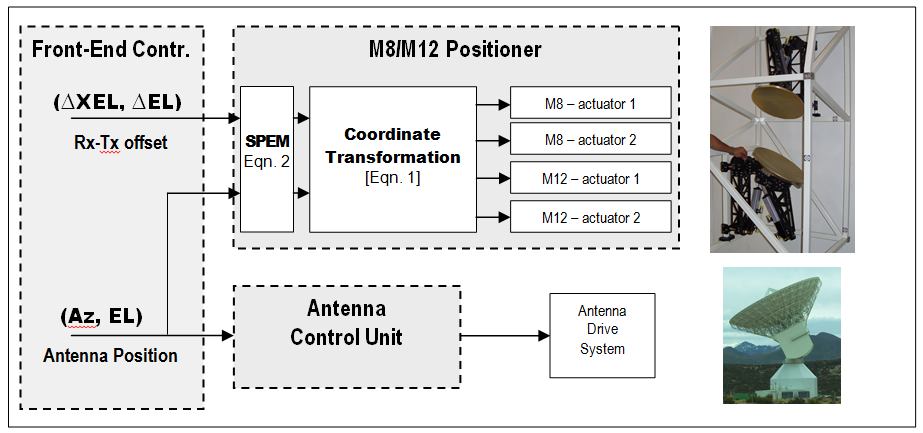 Front-End Contr.
M8/M12 Positioner
(ΔXEL, ΔEL)
Rx-Tx offset
SPEM
Eqn. 2
Coordinate
Transformation
[Eqn. 1]
M8 – actuator 1
M8 – actuator 2
M12 – actuator 1
M12 – actuator 2
(Az, EL)
Antenna Position
Antenna
Control Unit
Antenna
Drive
System